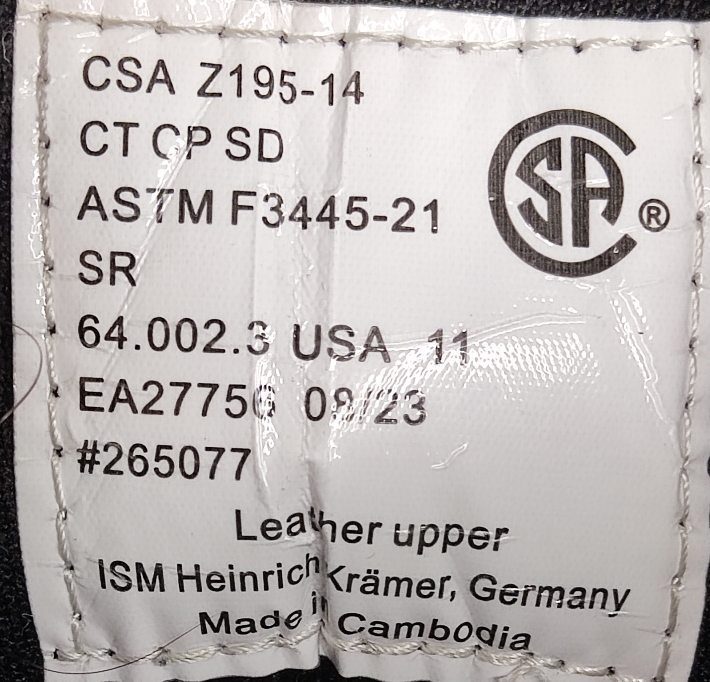 CSA Z195-14
CT CP SD
ASTM F3445-21
SR
CSA ®
64.002.3 USA 11
08/23
#265077
Leather upper
ISM Heinrich Krämer, Germany
Made in Cambodia